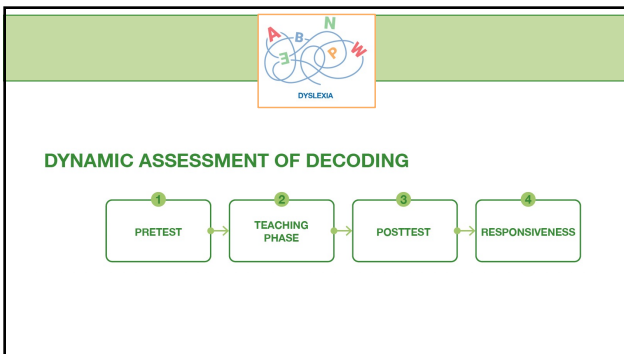 A B N
E P W
DYSLEXIA
DYNAMIC ASSESSMENT OF DECODING
1 2 3 4
PRETEST
TEACHING
PHASE
POSTTEST
RESPONSIVENESS